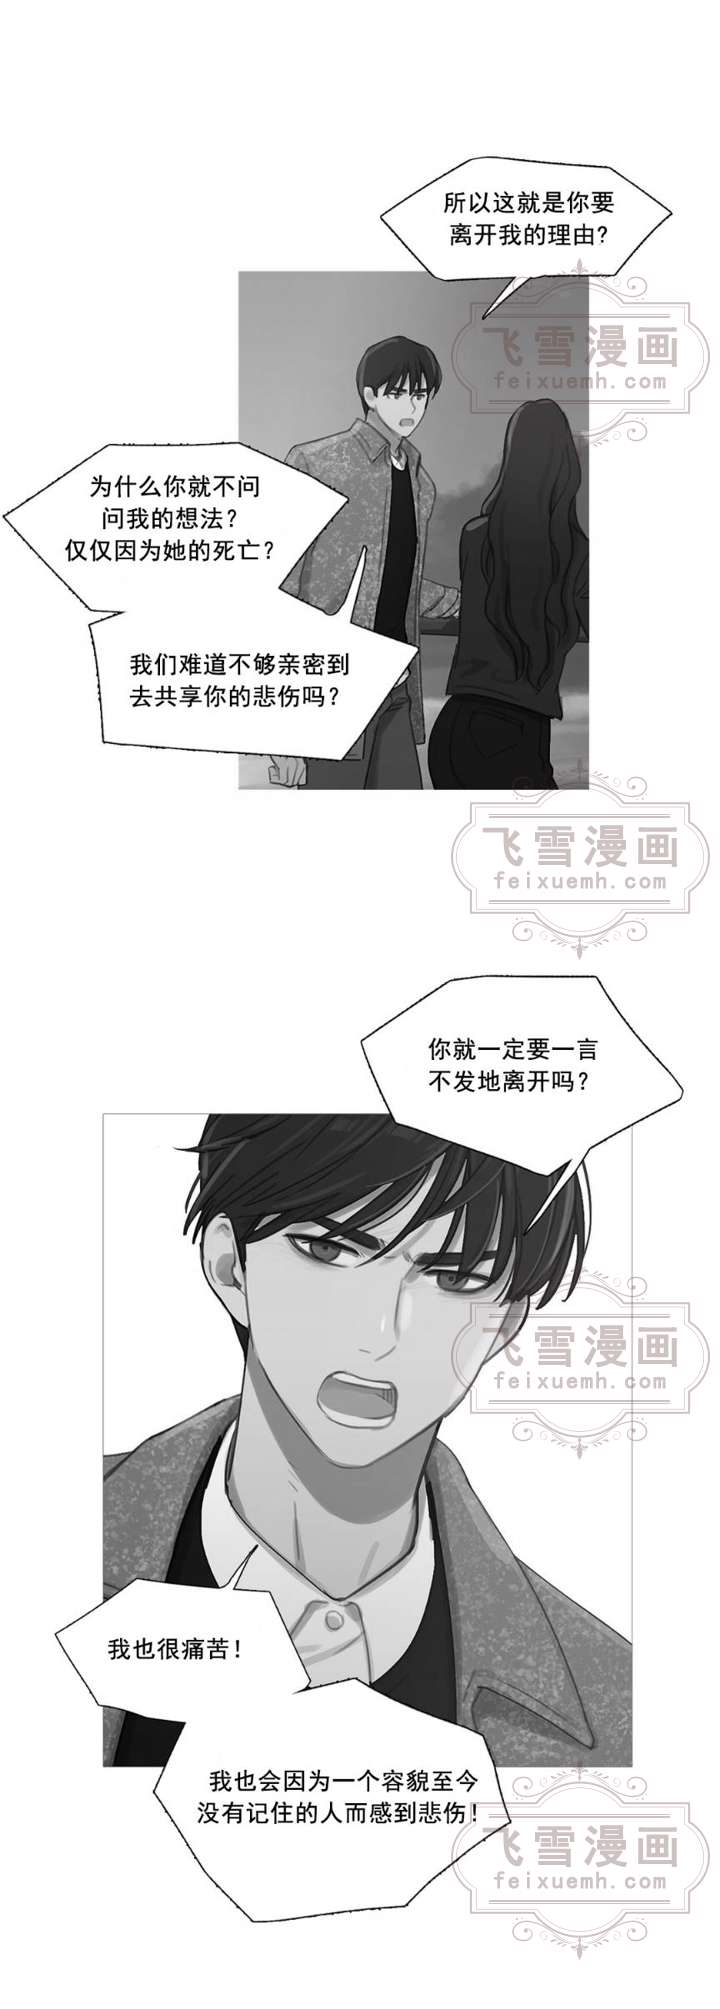 所以这就是你要
离开我的理由?
飞雪漫画
feixuemh.com
为什么你就不问
问我的想法?
仅仅因为她的死亡?
我们难道不够亲密到
去共享你的悲伤吗?
飞雪漫画
feixuemh.com
你就一定要一言
不发地离开吗?
飞雪漫画
feixuemh.com
我也很痛苦!
我也会因为一个容貌至今
没有记住的人而感到悲伤!
飞雪漫画
feixuemh.com